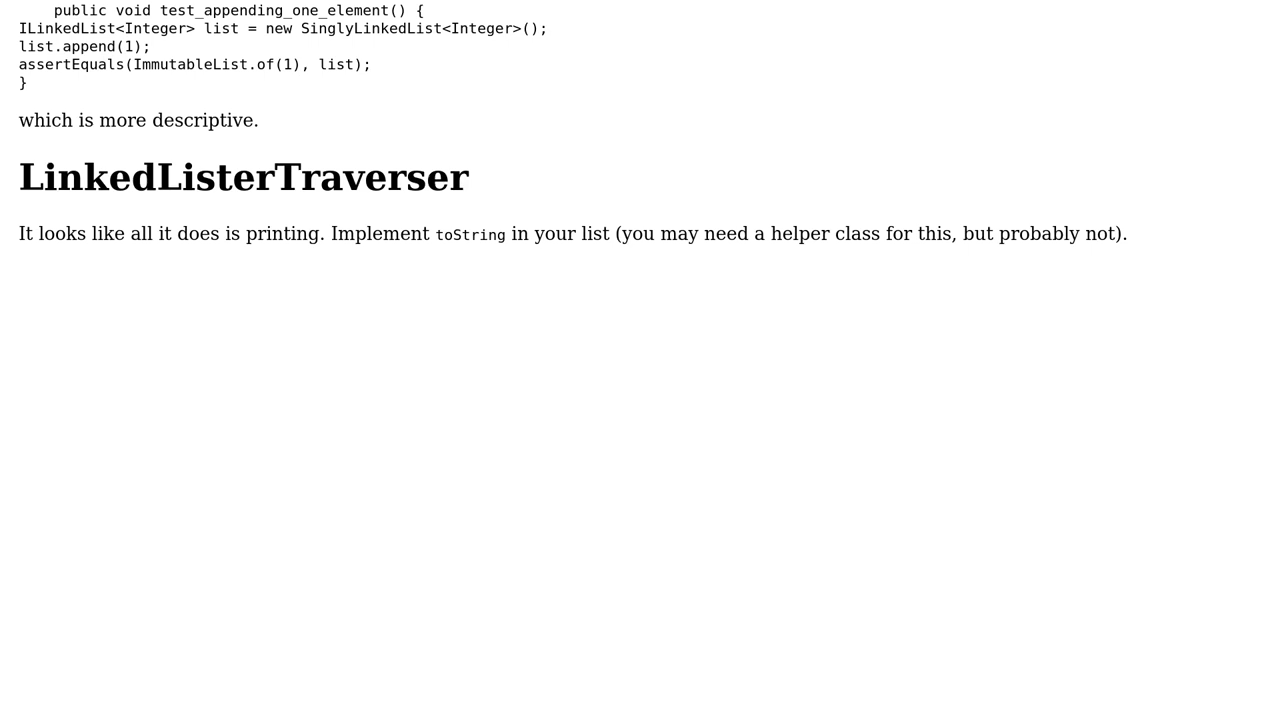 public void test_appending_one_element() {
ILinkedList<Integer> list = new SinglyLinkedList<Integer>();
list.append(1);
assertEquals(ImmutableList.of(1), list);
}
which is more descriptive.
LinkedListerTraverser
It looks like all it does is printing. Implement toString in your list (you may need a helper class for this, but probably not).